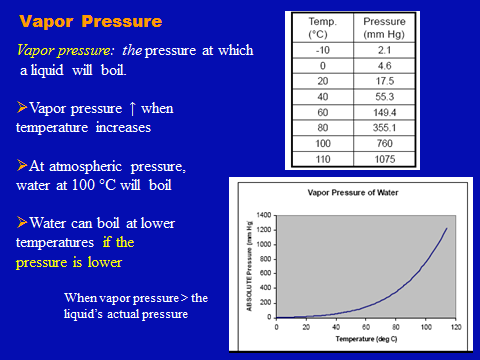 Vapor Pressure
Vapor pressure: the pressure at which
a liquid will boil.
➢Vapor pressure ↑ when
temperature increases
➢At atmospheric pressure,
water at 100 °C will boil
➢Water can boil at lower
temperatures if the
pressure is lower
When vapor pressure > the
liquid's actual pressure
Temp. Pressure
(°C) (mm Hg)
-10 2.1
0 4.6
20 17.5
40 55.3
60 149.4
80 355.1
100 760
110 1075
Vapor Pressure of Water
ABSOLUTE Pressure (mm Hg)
1400
1200
1000
800
600
400
200
0
0 20 40 60 80 100 120
Temperature (deg C)